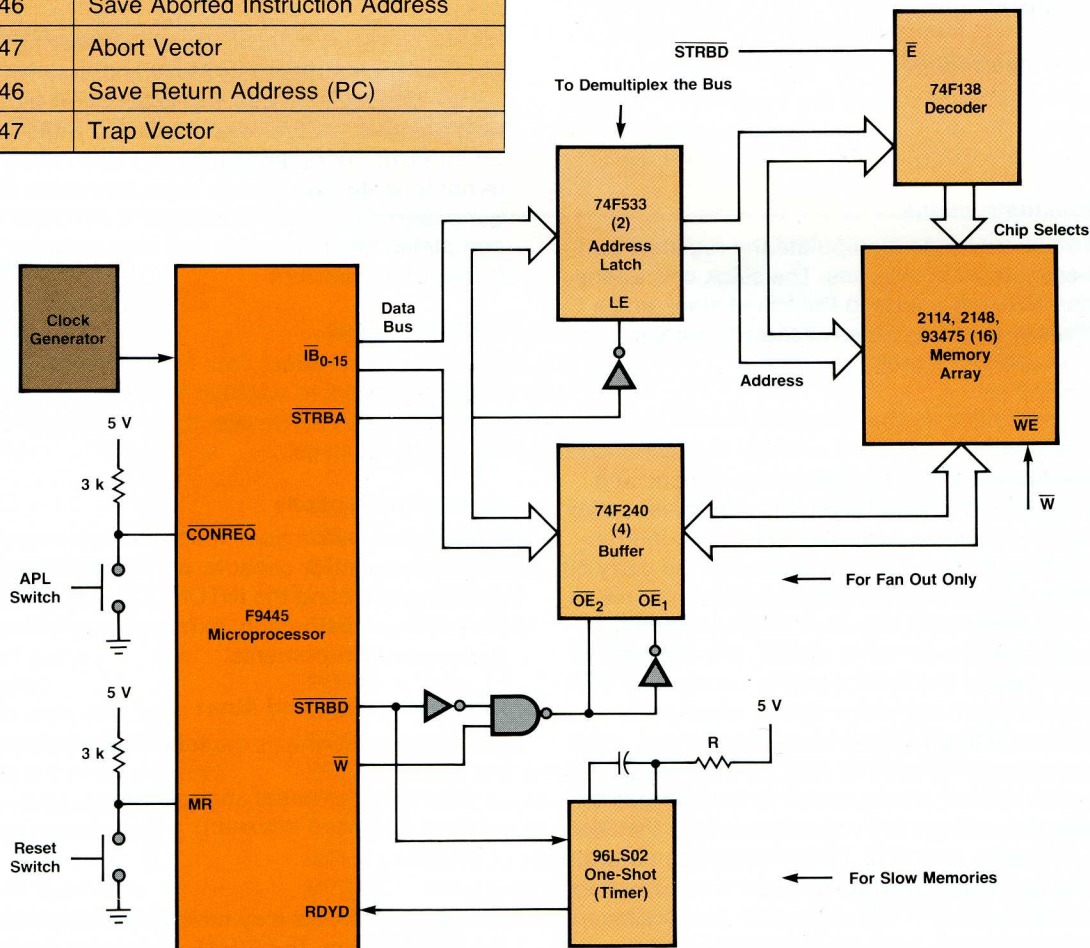 46 Save Aborted Instruction Address
47 Abort Vector
46 Save Return Address (PC)
47 Trap Vector
STRBD
E
74F138
Decoder
To Demultiplex the Bus
74F533
(2)
Address
Latch
LE
Chip Selects
Clock
Generator
Data
Bus
IB0-15
STRBA
2114, 2148,
93475 (16)
Memory
Array
WE
W
Address
5 V
3 k
CONREQ
APL
Switch
F9445
Microprocessor
74F240
(4)
Buffer
OE2 OE1
For Fan Out Only
5 V
3 k
STRBD
W
MR
Reset
Switch
RDYD
5 V
R
96LS02
One-Shot
(Timer)
For Slow Memories